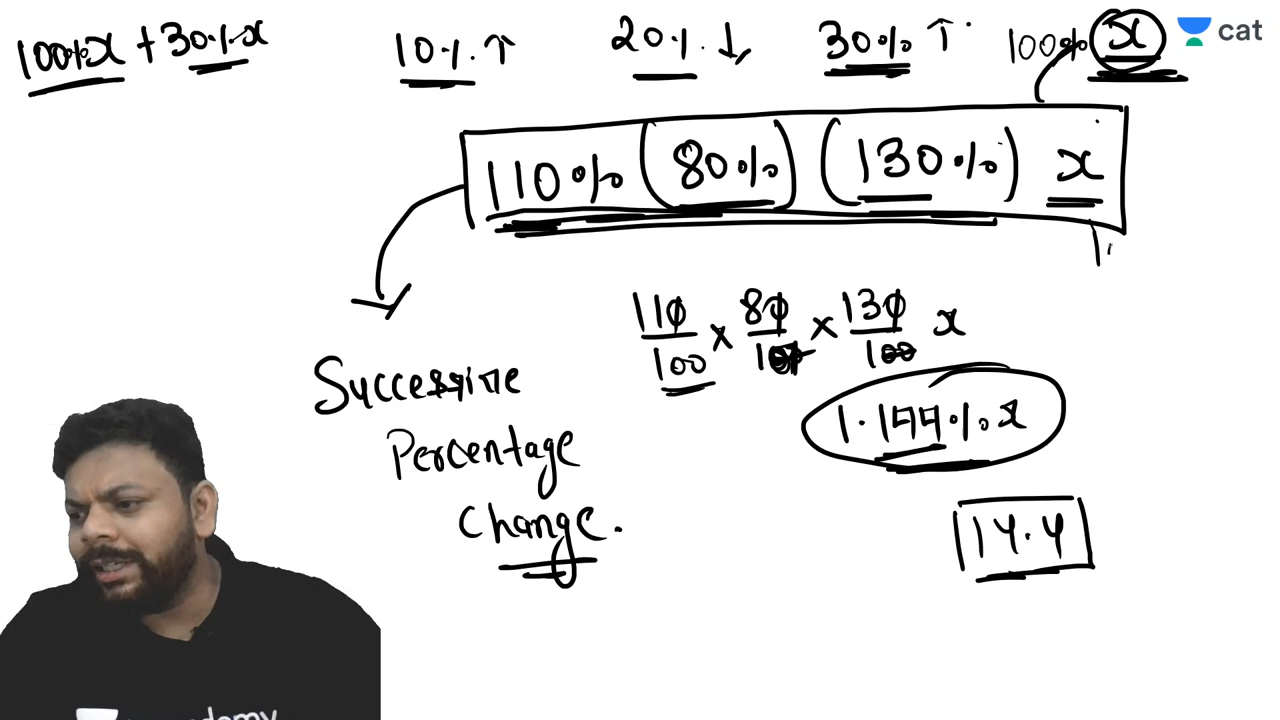 100%x + 30%x 10% ↑ 20% ↓ 30% ↑ 100% x cat
110% (80%) (130%) x
110/100 × 80/100 × 130/100 x
Successive
Percentage
Change.
1.144% x
14.4